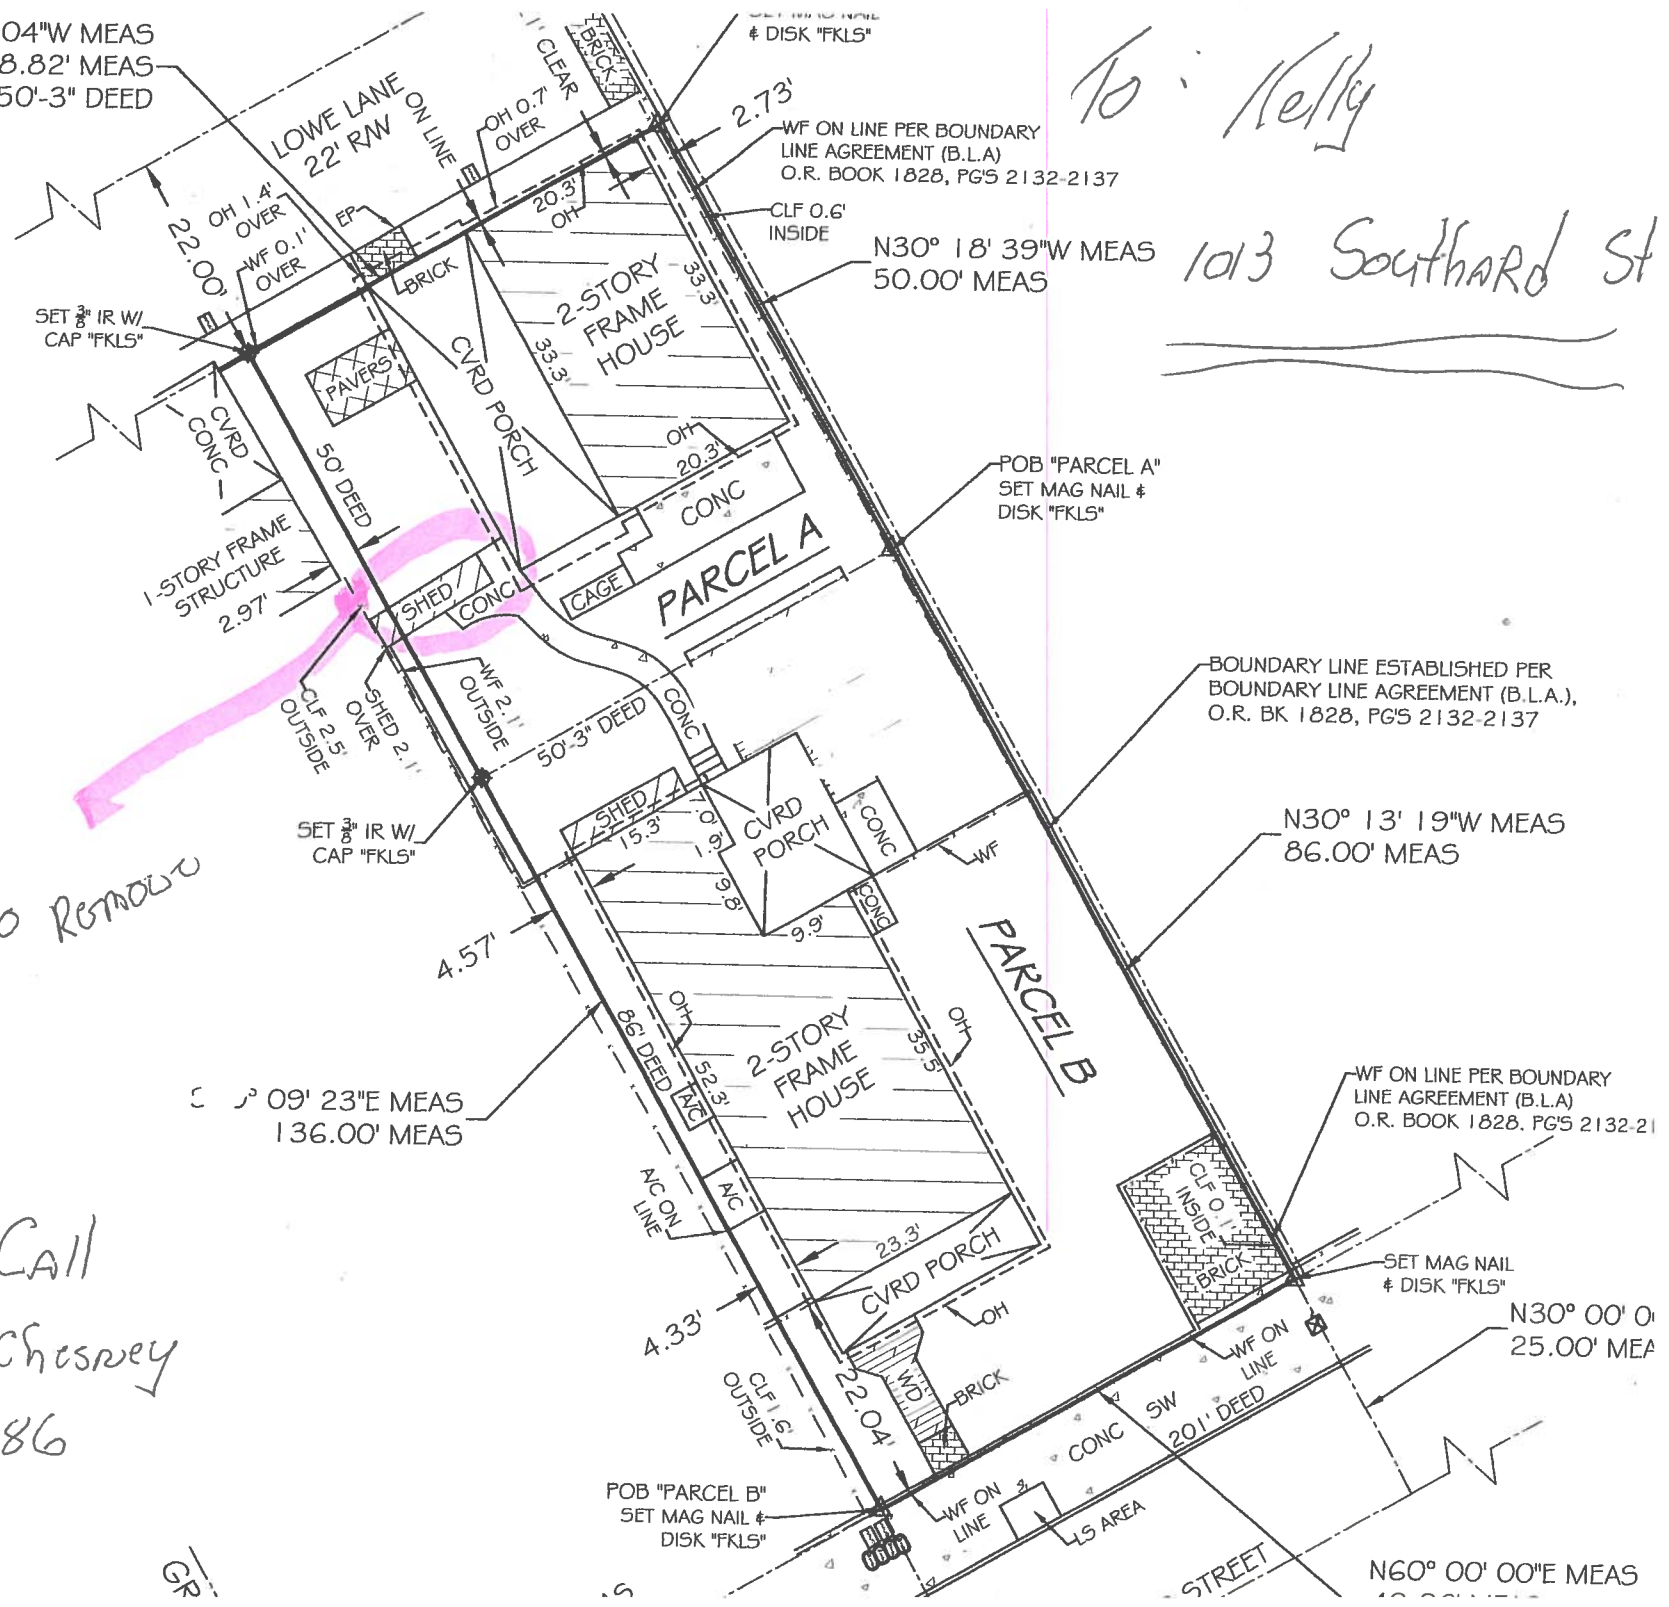 04"W MEAS
8.82' MEAS
50'-3" DEED
& DISK "FKLS"
To: Kelly
1013 Southard St
LOWE LANE
22' R/W
ON LINE
OH 0.7'
OVER
1' CLEAR
BRICK
2.73'
WF ON LINE PER BOUNDARY
LINE AGREEMENT (B.L.A)
O.R. BOOK 1828, PG'S 2132-2137
CLF 0.6'
INSIDE
N30° 18' 39"W MEAS
50.00' MEAS
22.00'
OH 1.4'
OVER
WF 0.1'
OVER
EP
BRICK
20.3'
OH
SET 3/8" IR W/
CAP "FKLS"
2-STORY
FRAME
HOUSE
33.3'
33.3'
CVRD PORCH
PAVERS
CVRD
CONC
50' DEED
OH
20.3'
CONC
POB "PARCEL A"
SET MAG NAIL &
DISK "FKLS"
1-STORY FRAME
STRUCTURE
2.97'
SHED
CONC
CAGE
PARCEL A
CLF 2.5'
OUTSIDE
SHED 2.1'
OVER
WF 2.1'
OUTSIDE
50'-3" DEED
CONC
BOUNDARY LINE ESTABLISHED PER
BOUNDARY LINE AGREEMENT (B.L.A.),
O.R. BK 1828, PG'S 2132-2137
SET 3/8" IR W/
CAP "FKLS"
SHED
15.3'
7.0'
1.9'
9.8'
CVRD
PORCH
CONC
WF
N30° 13' 19"W MEAS
86.00' MEAS
Remove
4.57'
9.9'
CONC
PARCEL B
OH
86' DEED
52.3'
2-STORY
FRAME
HOUSE
35.5'
OH
09' 23"E MEAS
136.00' MEAS
A/C
A/C
A/C ON
LINE
WF ON LINE PER BOUNDARY
LINE AGREEMENT (B.L.A)
O.R. BOOK 1828, PG'S 2132-21
CLF 0.1'
INSIDE
BRICK
Call
Chesney
86
23.3'
CVRD PORCH
OH
SET MAG NAIL
& DISK "FKLS"
4.33'
N30° 00' 0
25.00' MEA
WF ON
LINE
CLF 1.6'
OUTSIDE
22.04'
WD
BRICK
CONC
SW
201' DEED
POB "PARCEL B"
SET MAG NAIL &
DISK "FKLS"
WF ON
LINE
LS AREA
STREET
N60° 00' 00"E MEAS
GR